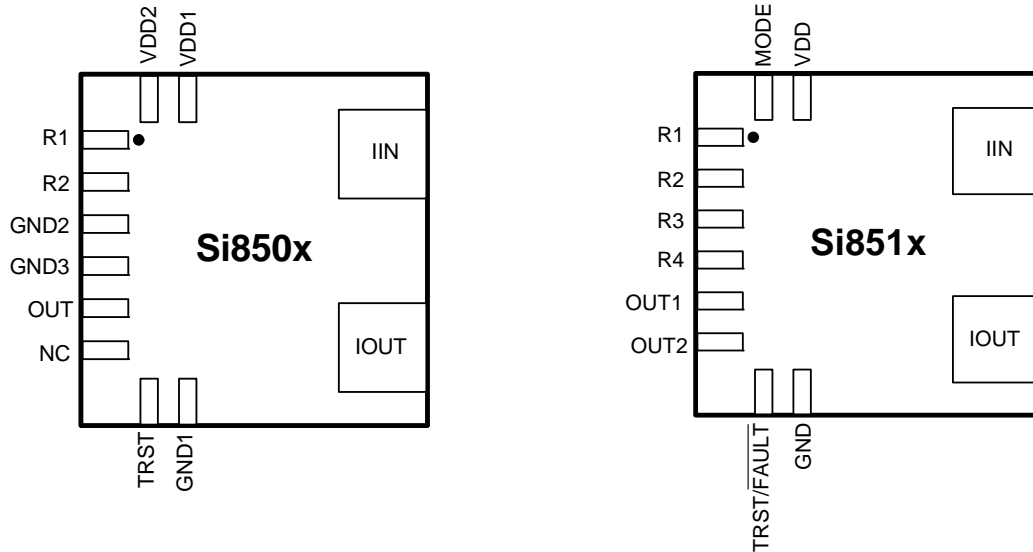 VDD2
VDD1
R1
R2
GND2
GND3
OUT
NC
Si850x
IIN
IOUT
TRST
GND1
MODE
VDD
R1
R2
R3
R4
OUT1
OUT2
Si851x
IIN
IOUT
TRST/FAULT
GND